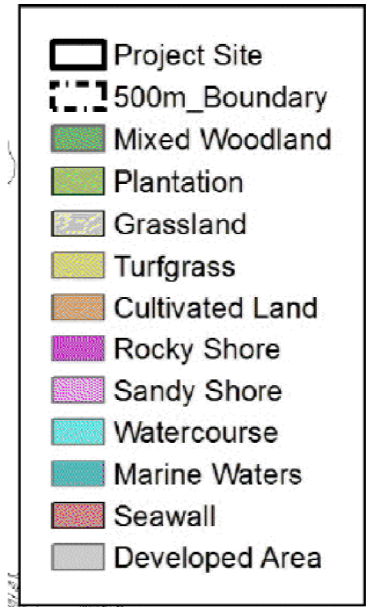 Project Site
500m_Boundary
Mixed Woodland
Plantation
Grassland
Turfgrass
Cultivated Land
Rocky Shore
Sandy Shore
Watercourse
Marine Waters
Seawall
Developed Area